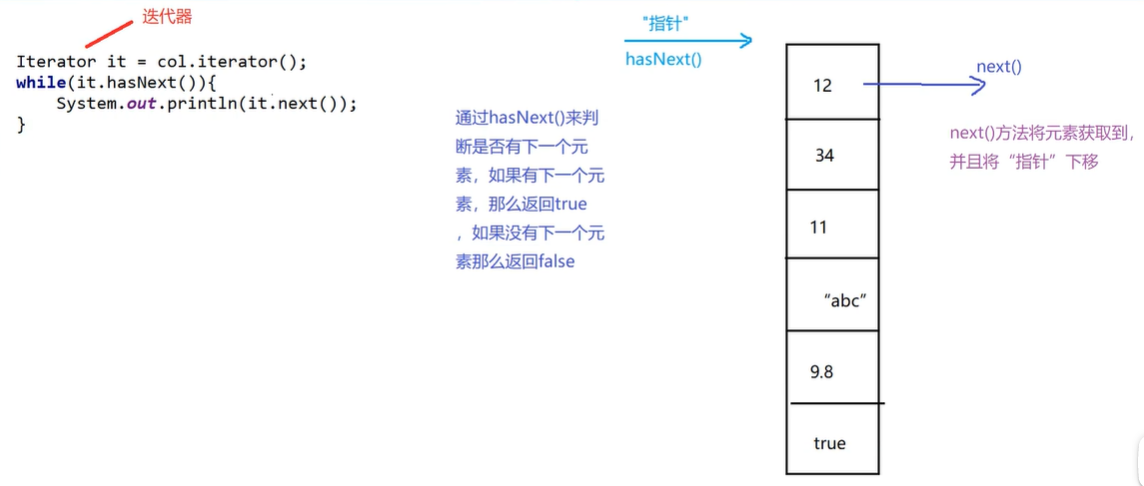 迭代器
Iterator it = col.iterator();
while(it.hasNext()){
    System.out.println(it.next());
}
通过hasNext()来判
断是否有下一个元
素，如果有下一个元
素，那么返回true
，如果没有下一个元
素那么返回false
"指针"
hasNext()
12
34
11
“abc”
9.8
true
next()
next()方法将元素获取到，
并且将“指针”下移